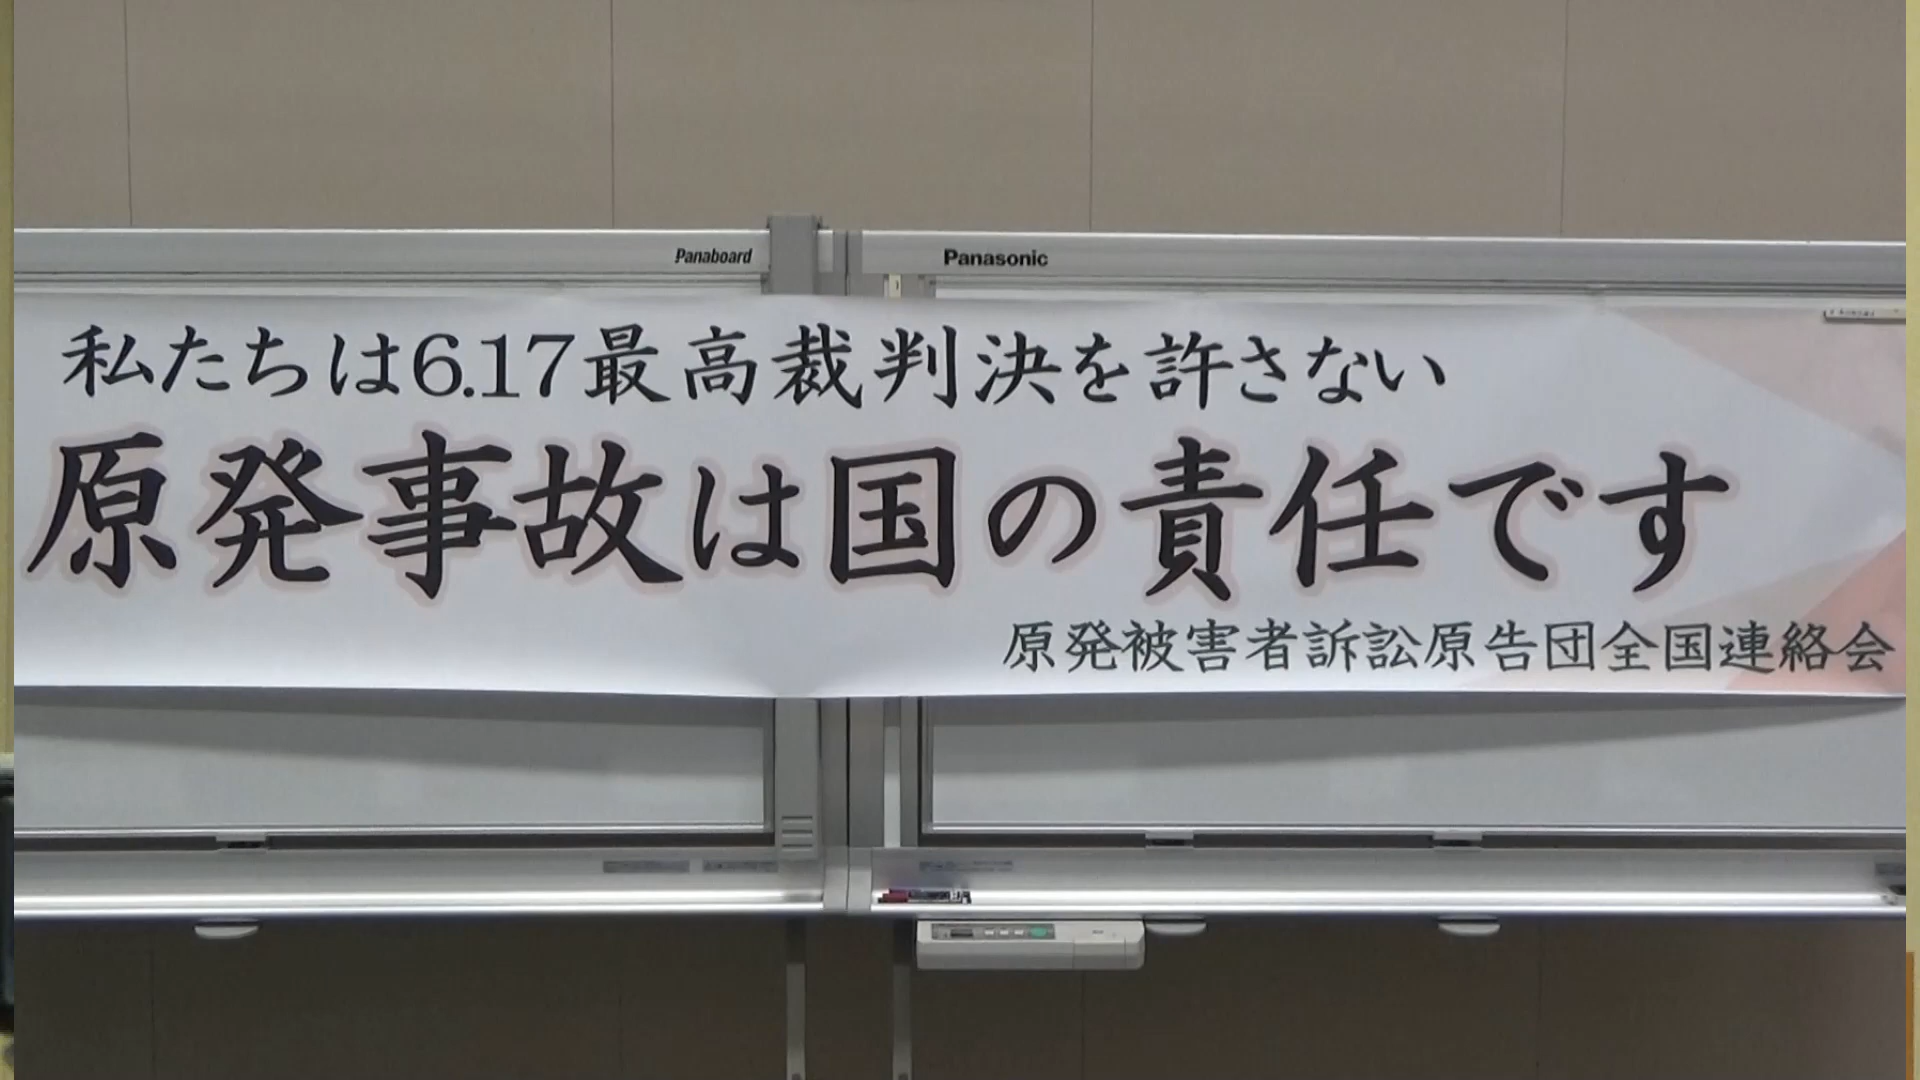 Panaboard
Panasonic
私たちは6.17最高裁判決を許さない
原発事故は国の責任です
原発被害者訴訟原告団全国連絡会